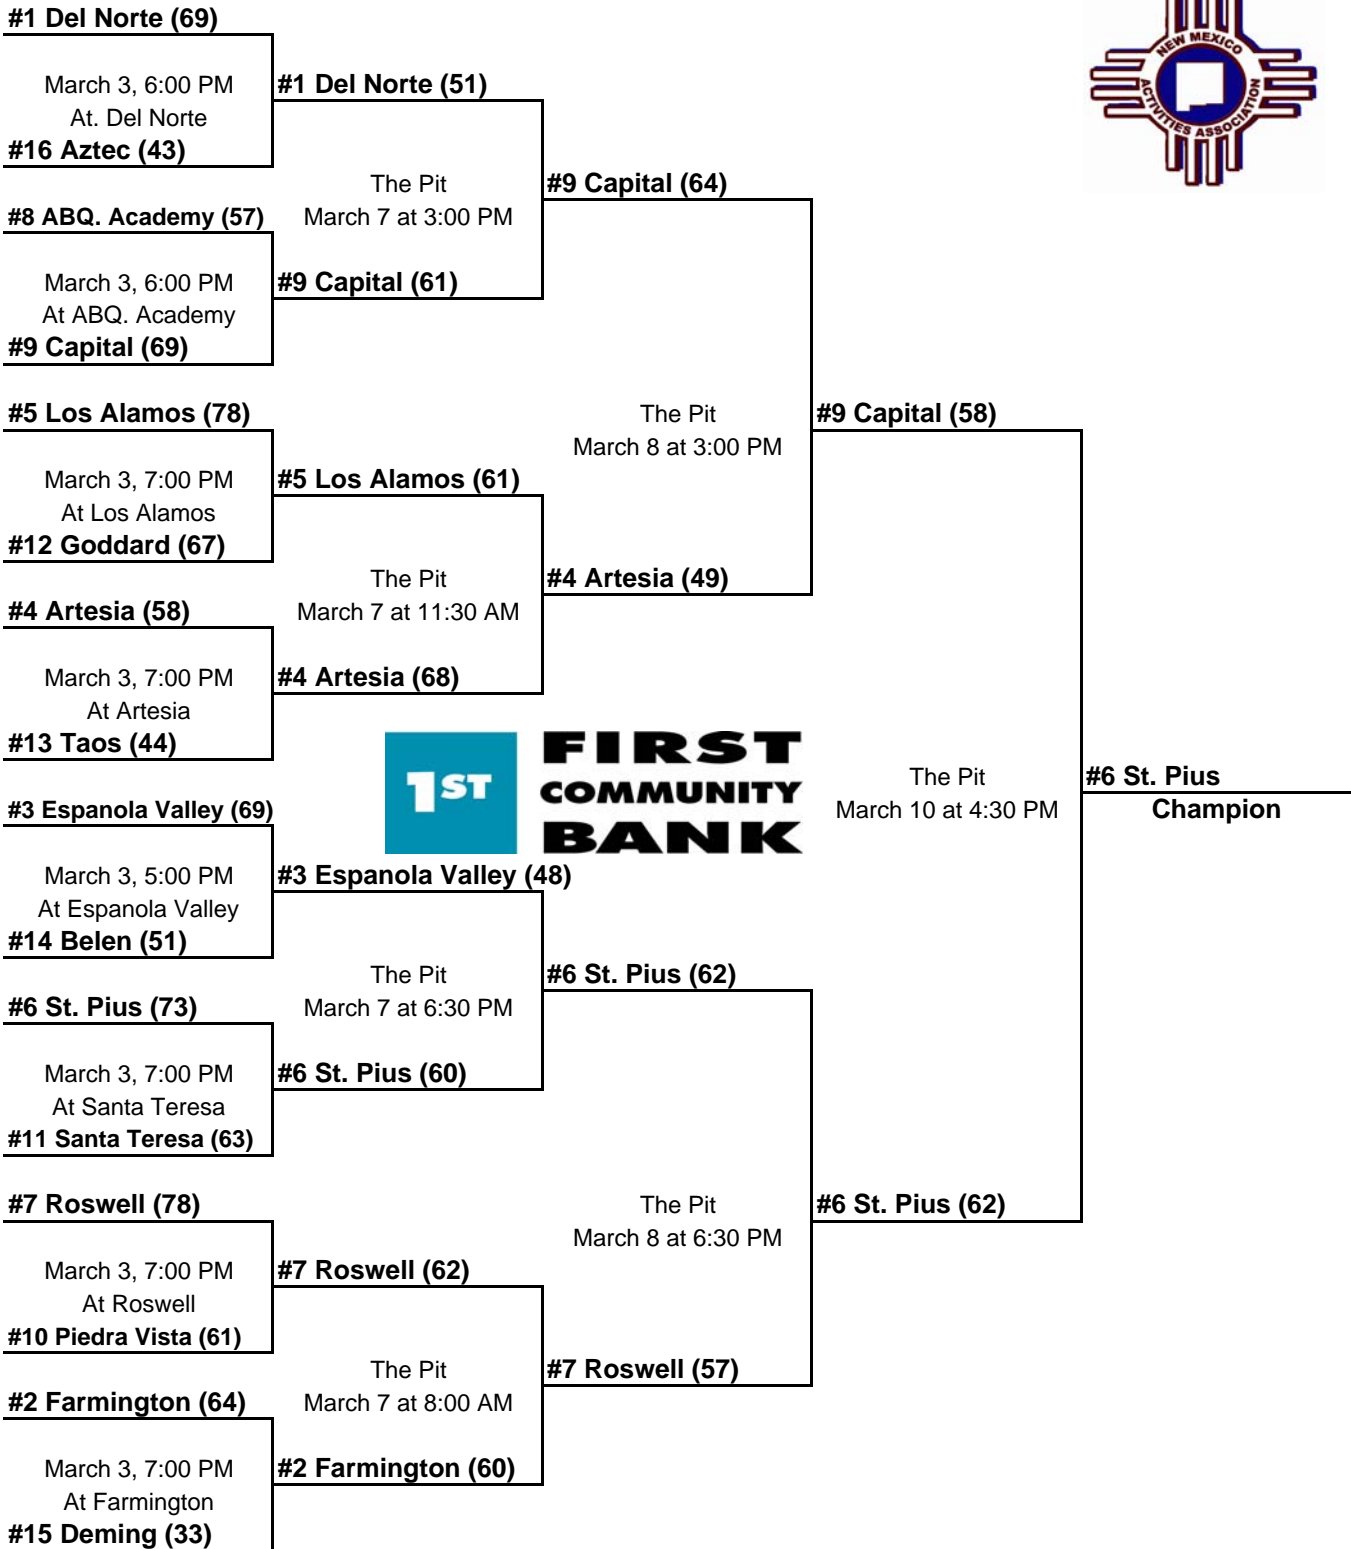 #1 Del Norte (69)
March 3, 6:00 PM
At. Del Norte
#16 Aztec (43)
#8 ABQ. Academy (57)
March 3, 6:00 PM
At ABQ. Academy
#9 Capital (69)
#5 Los Alamos (78)
March 3, 7:00 PM
At Los Alamos
#12 Goddard (67)
#4 Artesia (58)
March 3, 7:00 PM
At Artesia
#13 Taos (44)
#3 Espanola Valley (69)
March 3, 5:00 PM
At Espanola Valley
#14 Belen (51)
#6 St. Pius (73)
March 3, 7:00 PM
At Santa Teresa
#11 Santa Teresa (63)
#7 Roswell (78)
March 3, 7:00 PM
At Roswell
#10 Piedra Vista (61)
#2 Farmington (64)
March 3, 7:00 PM
At Farmington
#15 Deming (33)
#1 Del Norte (51)
The Pit
March 7 at 3:00 PM
#9 Capital (61)
#5 Los Alamos (61)
The Pit
March 7 at 11:30 AM
#4 Artesia (68)
#3 Espanola Valley (48)
The Pit
March 7 at 6:30 PM
#6 St. Pius (60)
#7 Roswell (62)
The Pit
March 7 at 8:00 AM
#2 Farmington (60)
#9 Capital (64)
The Pit
March 8 at 3:00 PM
#4 Artesia (49)
1ST
FIRST
COMMUNITY
BANK
#6 St. Pius (62)
The Pit
March 8 at 6:30 PM
#7 Roswell (57)
#9 Capital (58)
The Pit
March 10 at 4:30 PM
#6 St. Pius (62)
#6 St. Pius
Champion
NEW MEXICO
ACTIVITIES ASSOCIATION